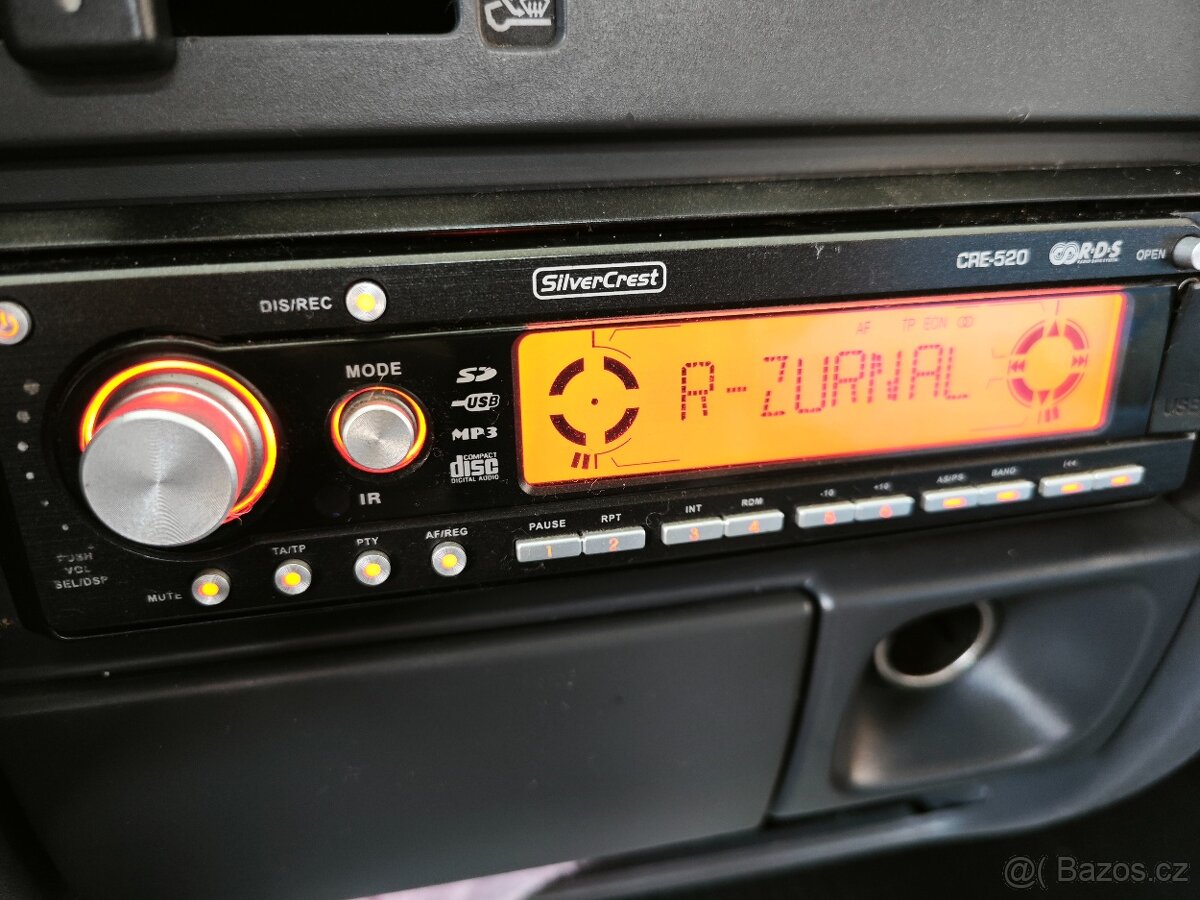 SilverCrest
CRE-520
R·D·S
OPEN
DIS/REC
MODE
AF TP EON
R-ZURNAL
SD
USB
MP3
COMPACT
disc
DIGITAL AUDIO
IR
USB
PUSH
VOL
SEL/DSP
MUTE
TA/TP
PTY
AF/REG
PAUSE
RPT
INT
RDM
-10
+10
AS/PS
BAND
1
2
3
4
5
6
@( Bazos.cz